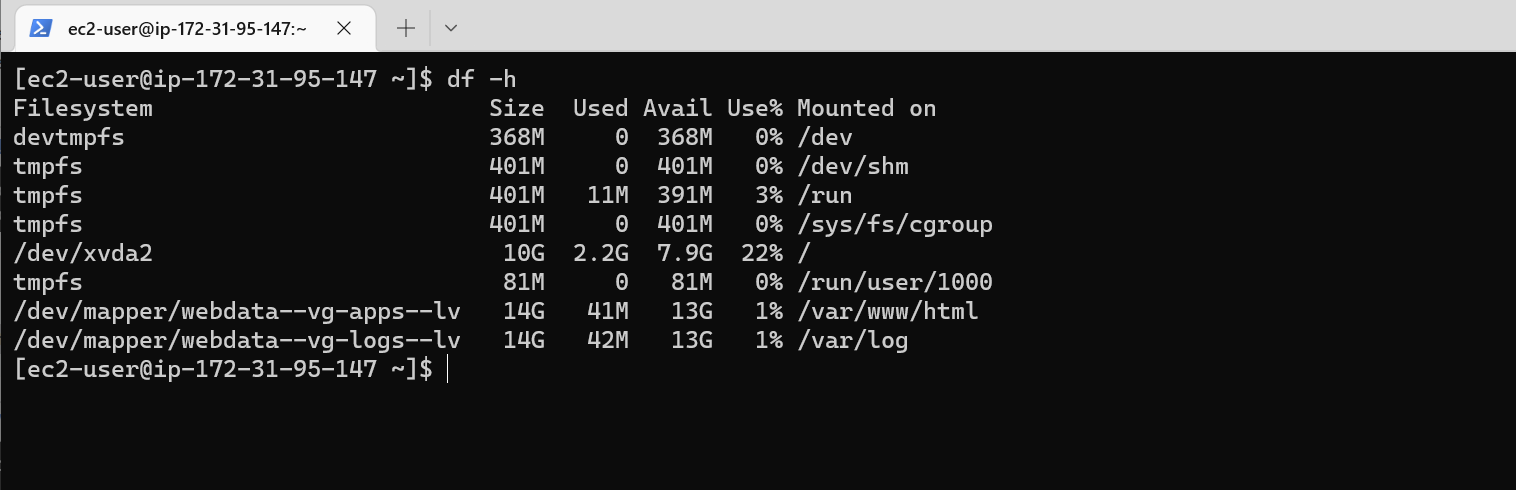 ec2-user@ip-172-31-95-147:~
[ec2-user@ip-172-31-95-147 ~]$ df -h
Filesystem                        Size  Used Avail Use% Mounted on
devtmpfs                          368M     0  368M   0% /dev
tmpfs                             401M     0  401M   0% /dev/shm
tmpfs                             401M   11M  391M   3% /run
tmpfs                             401M     0  401M   0% /sys/fs/cgroup
/dev/xvda2                         10G  2.2G  7.9G  22% /
tmpfs                              81M     0   81M   0% /run/user/1000
/dev/mapper/webdata--vg-apps--lv   14G   41M   13G   1% /var/www/html
/dev/mapper/webdata--vg-logs--lv   14G   42M   13G   1% /var/log
[ec2-user@ip-172-31-95-147 ~]$